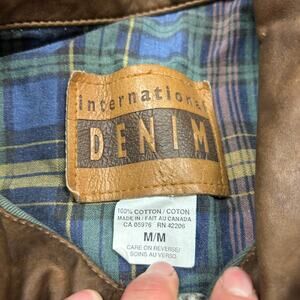 international
DENIM
100% COTTON / COTON
MADE IN / FAIT AU CANADA
CA 05976 RN 42206
M/M
CARE ON REVERSE/
SOINS AU VERSO